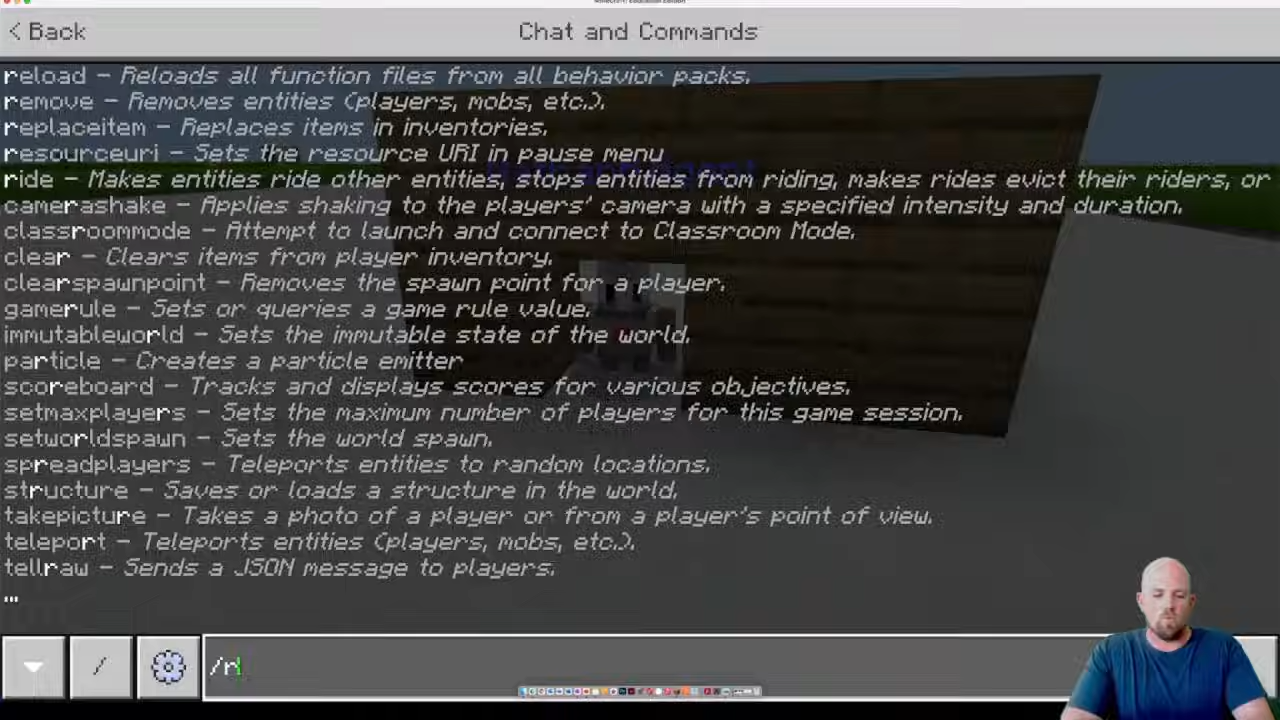 Minecraft: Education Edition
< Back
Chat and Commands
reload – Reloads all function files from all behavior packs.
remove – Removes entities (players, mobs, etc.).
replaceitem – Replaces items in inventories.
resourceuri – Sets the resource URI in pause menu
ride – Makes entities ride other entities, stops entities from riding, makes rides evict their riders, or
camerashake – Applies shaking to the players' camera with a specified intensity and duration.
classroommode – Attempt to launch and connect to Classroom Mode.
clear – Clears items from player inventory.
clearspawnpoint – Removes the spawn point for a player.
gamerule – Sets or queries a game rule value.
immutableworld – Sets the immutable state of the world.
particle – Creates a particle emitter
scoreboard – Tracks and displays scores for various objectives.
setmaxplayers – Sets the maximum number of players for this game session.
setworldspawn – Sets the world spawn.
spreadplayers – Teleports entities to random locations.
structure – Saves or loads a structure in the world.
takepicture – Takes a photo of a player or from a player's point of view.
teleport – Teleports entities (players, mobs, etc.).
tellraw – Sends a JSON message to players.
...
/
/r